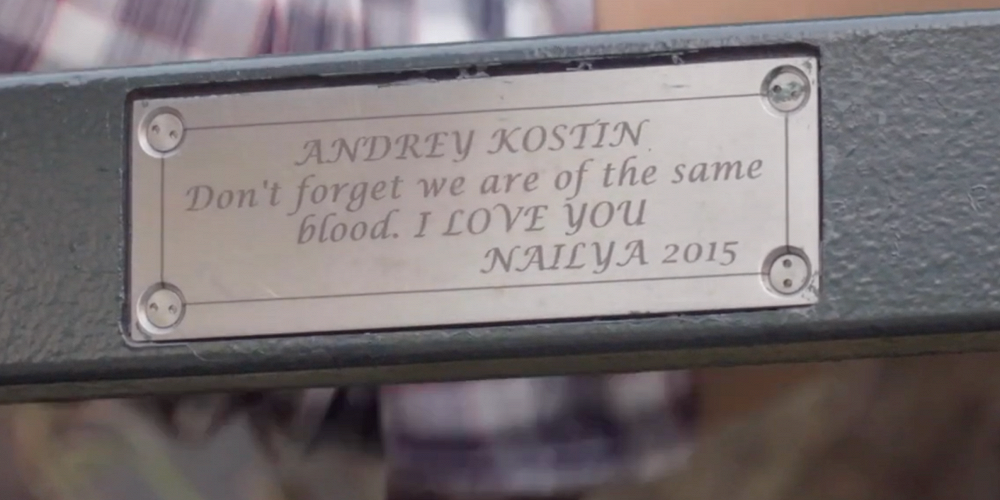 ANDREY KOSTIN
Don't forget we are of the same
blood. I LOVE YOU
NAILYA 2015